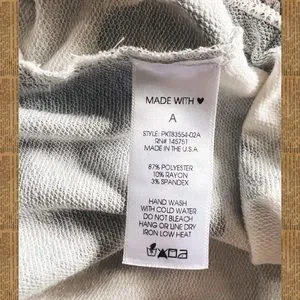 MADE WITH ♥
A
STYLE: PKT83554-02A
RN# 145751
MADE IN THE U.S.A
87% POLYESTER
10% RAYON
3% SPANDEX
HAND WASH
WITH COLD WATER
DO NOT BLEACH
HANG OR LINE DRY
IRON LOW HEAT